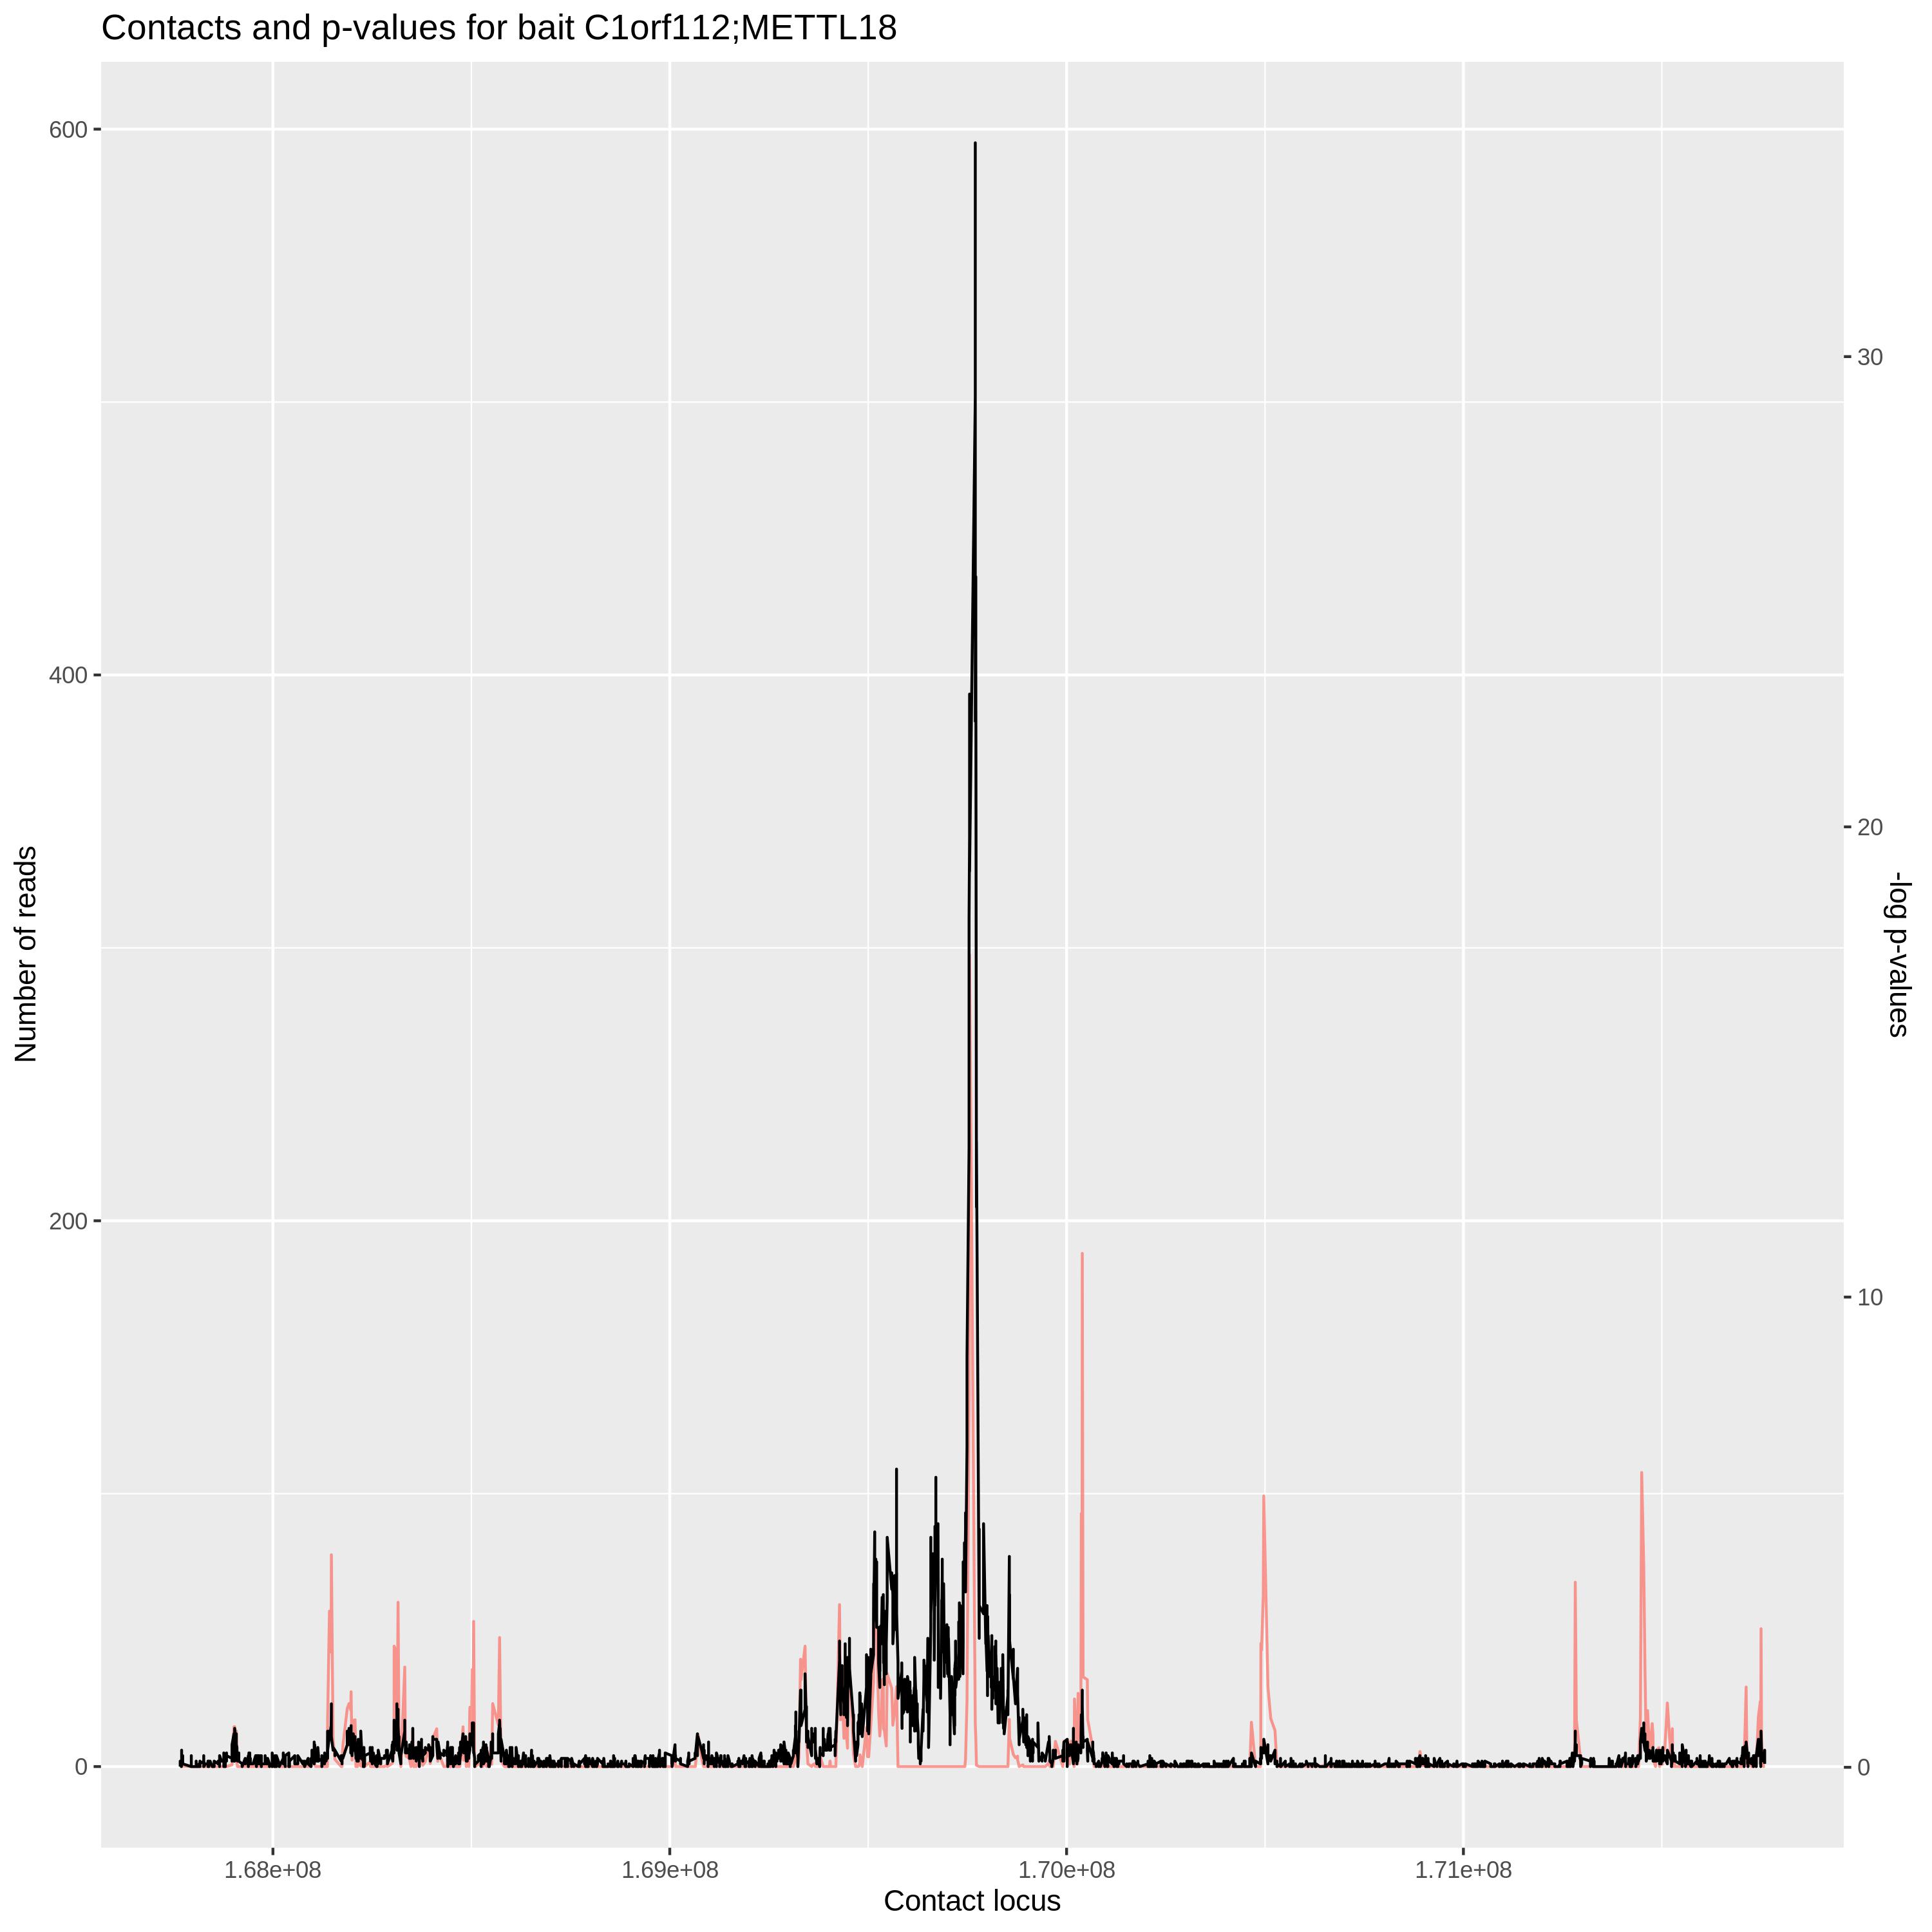 Contacts and p-values for bait C1orf112;METTL18
600
400
200
0
Number of reads
30
20
10
0
-log p-values
1.68e+08
1.69e+08
1.70e+08
1.71e+08
Contact locus